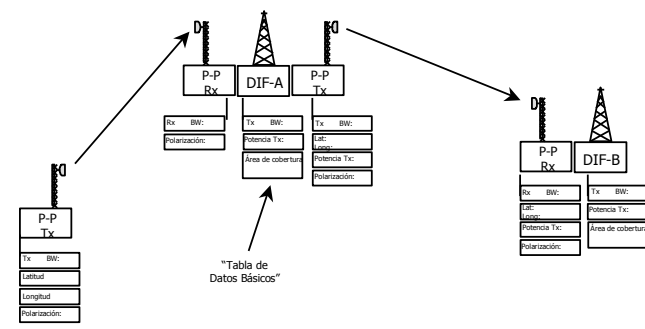 P-P
Rx
DIF-A
P-P
Tx
Rx BW:
Polarización:
Tx BW:
Potencia Tx:
Área de cobertura
Tx BW:
Lat:
Long:
Potencia Tx:
Polarización:
P-P
Rx
DIF-B
Rx BW:
Lat:
Long:
Potencia Tx:
Polarización:
Tx BW:
Potencia Tx:
Área de cobertura
P-P
Tx
Tx BW:
Latitud
Longitud
Polarización:
“Tabla de
Datos Básicos”